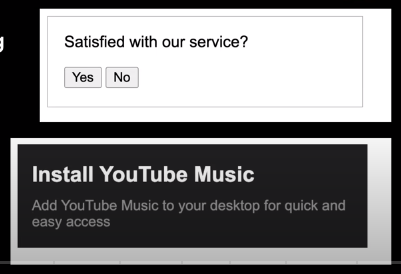 g
Satisfied with our service?
Yes No
Install YouTube Music
Add YouTube Music to your desktop for quick and
easy access